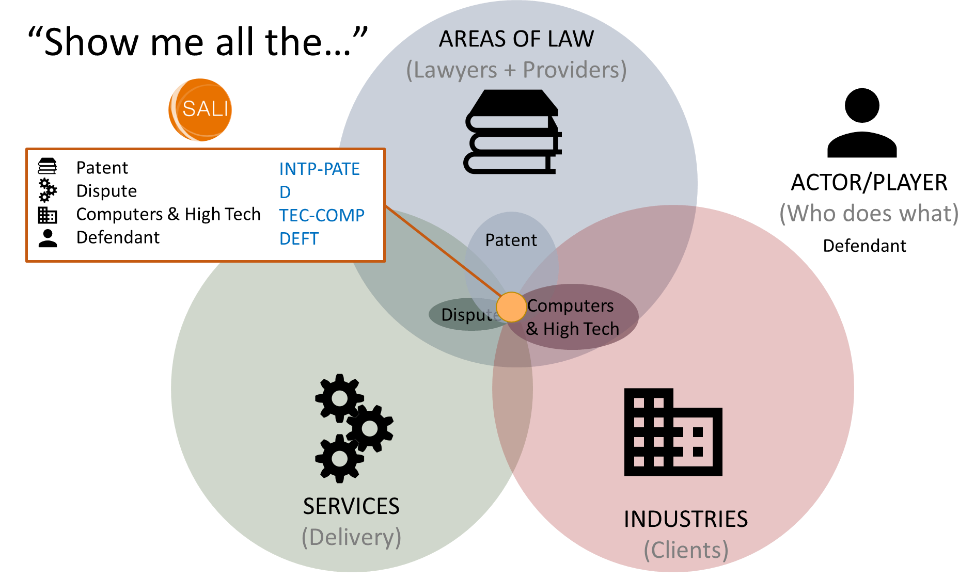 “Show me all the…”
SALI
Patent INTP-PATE
Dispute D
Computers & High Tech TEC-COMP
Defendant DEFT
AREAS OF LAW
(Lawyers + Providers)
Patent
Dispute
Computers
& High Tech
ACTOR/PLAYER
(Who does what)
Defendant
SERVICES
(Delivery)
INDUSTRIES
(Clients)